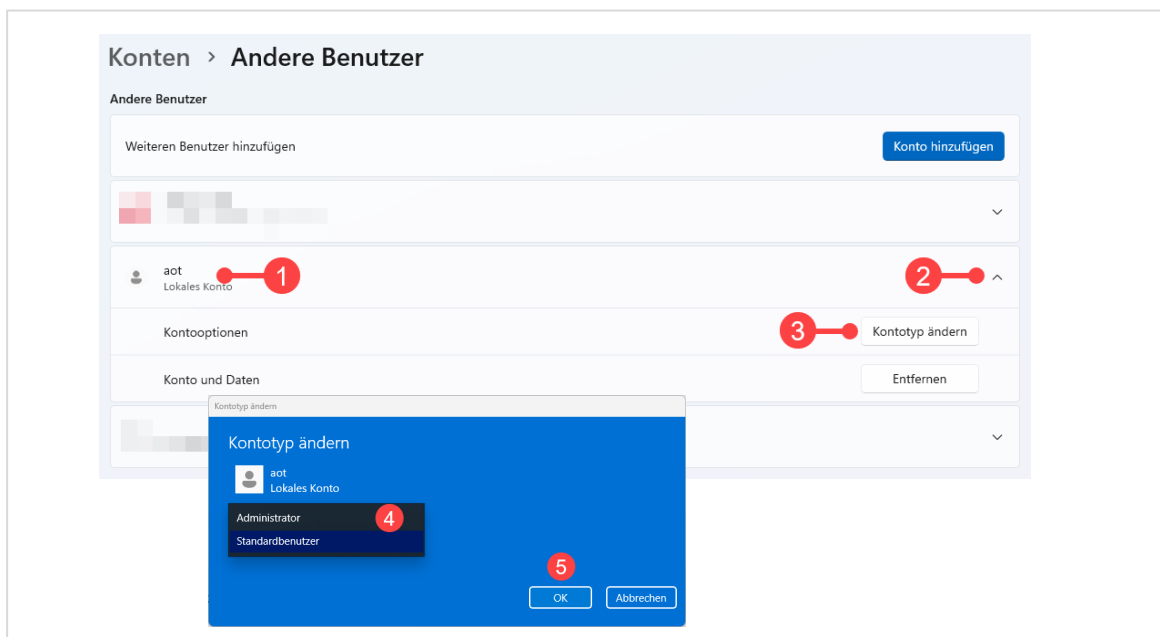 Konten > Andere Benutzer
Andere Benutzer
Weiteren Benutzer hinzufügen
Konto hinzufügen
aot
Lokales Konto
1
2
Kontooptionen
3
Kontotyp ändern
Konto und Daten
Entfernen
Kontotyp ändern
Kontotyp ändern
aot
Lokales Konto
Administrator
4
Standardbenutzer
5
OK
Abbrechen